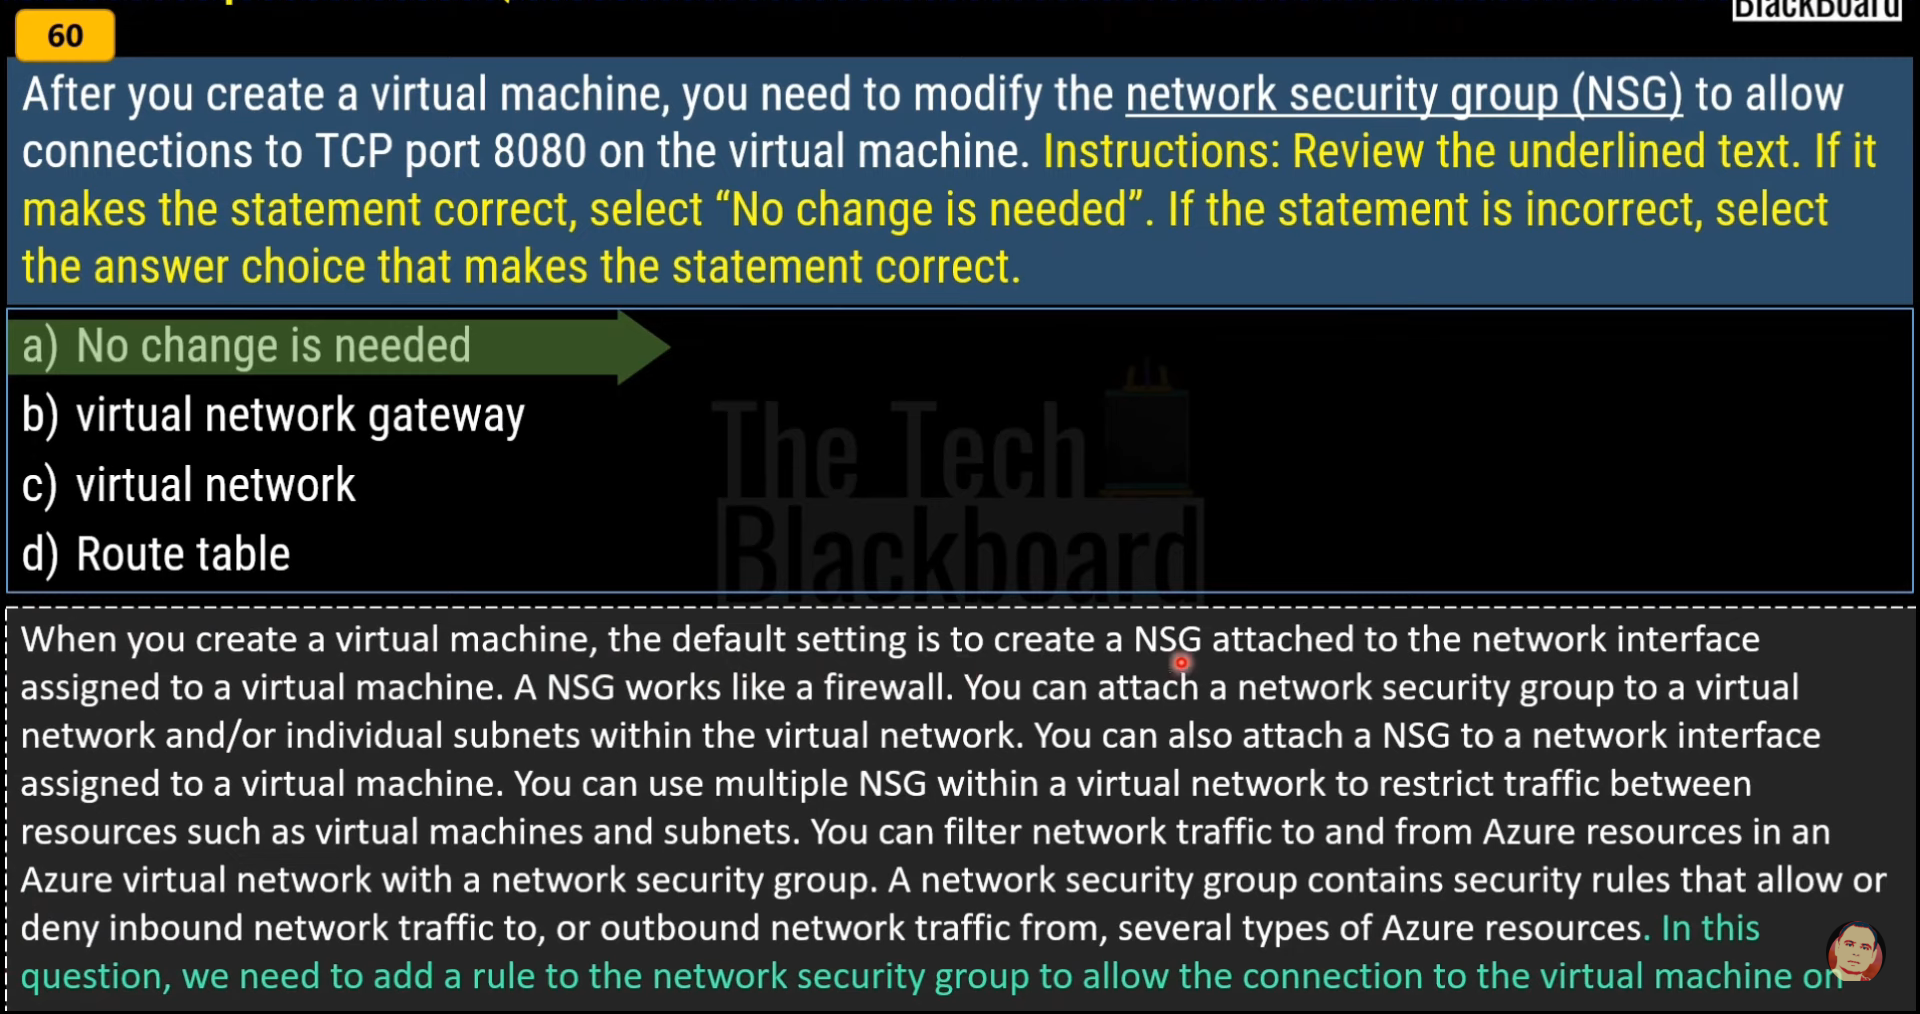 BlackBoard
60
After you create a virtual machine, you need to modify the network security group (NSG) to allow
connections to TCP port 8080 on the virtual machine. Instructions: Review the underlined text. If it
makes the statement correct, select “No change is needed”. If the statement is incorrect, select
the answer choice that makes the statement correct.
a) No change is needed
b) virtual network gateway
c) virtual network
d) Route table
The Tech
Blackboard
When you create a virtual machine, the default setting is to create a NSG attached to the network interface
assigned to a virtual machine. A NSG works like a firewall. You can attach a network security group to a virtual
network and/or individual subnets within the virtual network. You can also attach a NSG to a network interface
assigned to a virtual machine. You can use multiple NSG within a virtual network to restrict traffic between
resources such as virtual machines and subnets. You can filter network traffic to and from Azure resources in an
Azure virtual network with a network security group. A network security group contains security rules that allow or
deny inbound network traffic to, or outbound network traffic from, several types of Azure resources. In this
question, we need to add a rule to the network security group to allow the connection to the virtual machine on